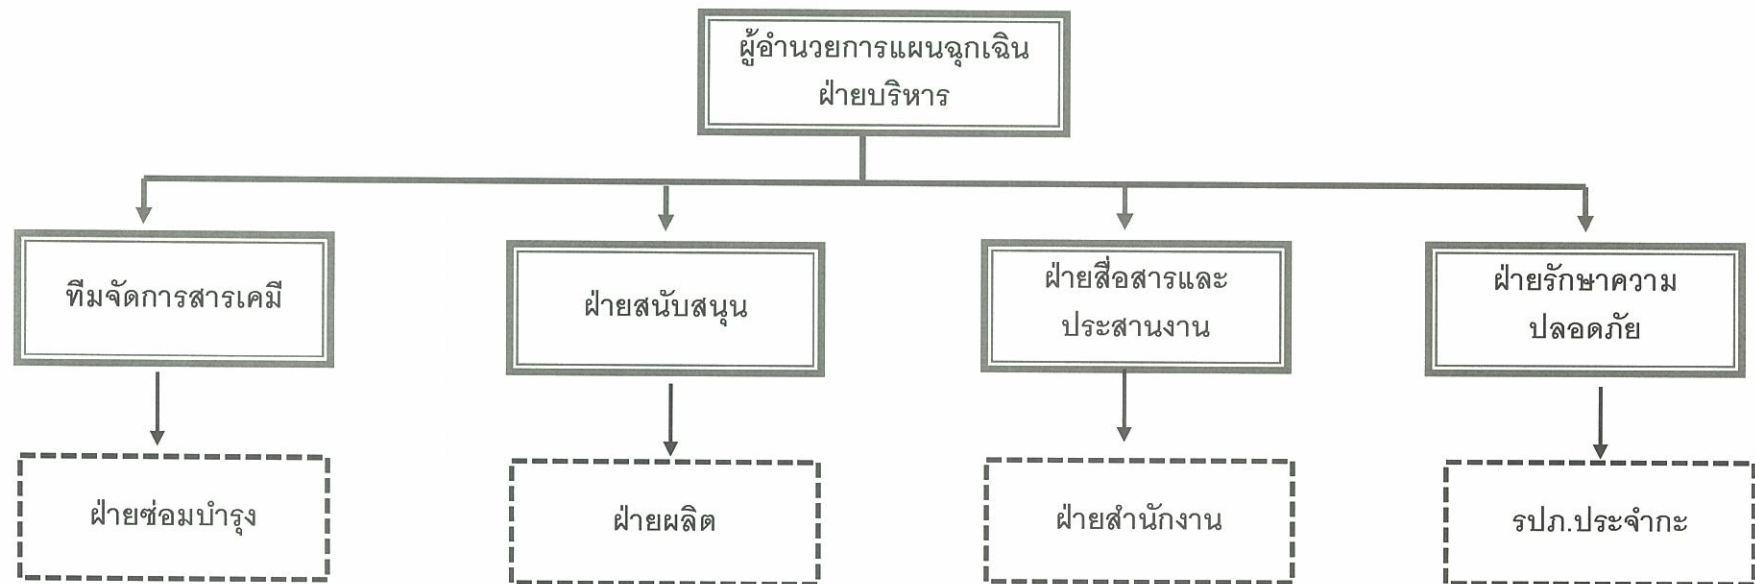 ผู้อำนวยการแผนฉุกเฉิน
ฝ่ายบริหาร
ทีมจัดการสารเคมี
ฝ่ายสนับสนุน
ฝ่ายสื่อสารและ
ประสานงาน
ฝ่ายรักษาความ
ปลอดภัย
ฝ่ายซ่อมบำรุง
ฝ่ายผลิต
ฝ่ายสำนักงาน
รปภ.ประจำกะ